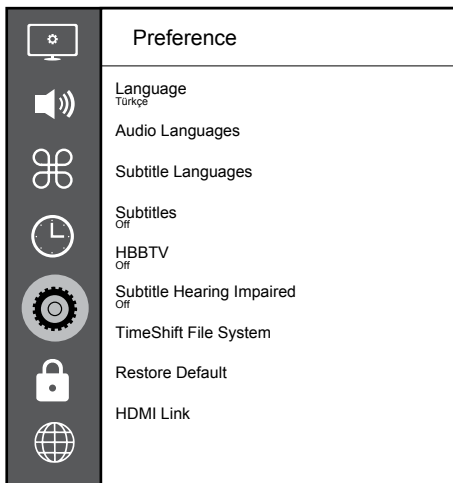 Preference
Language
Türkçe
Audio Languages
Subtitle Languages
Subtitles
Off
HBBTV
Off
Subtitle Hearing Impaired
Off
TimeShift File System
Restore Default
HDMI Link